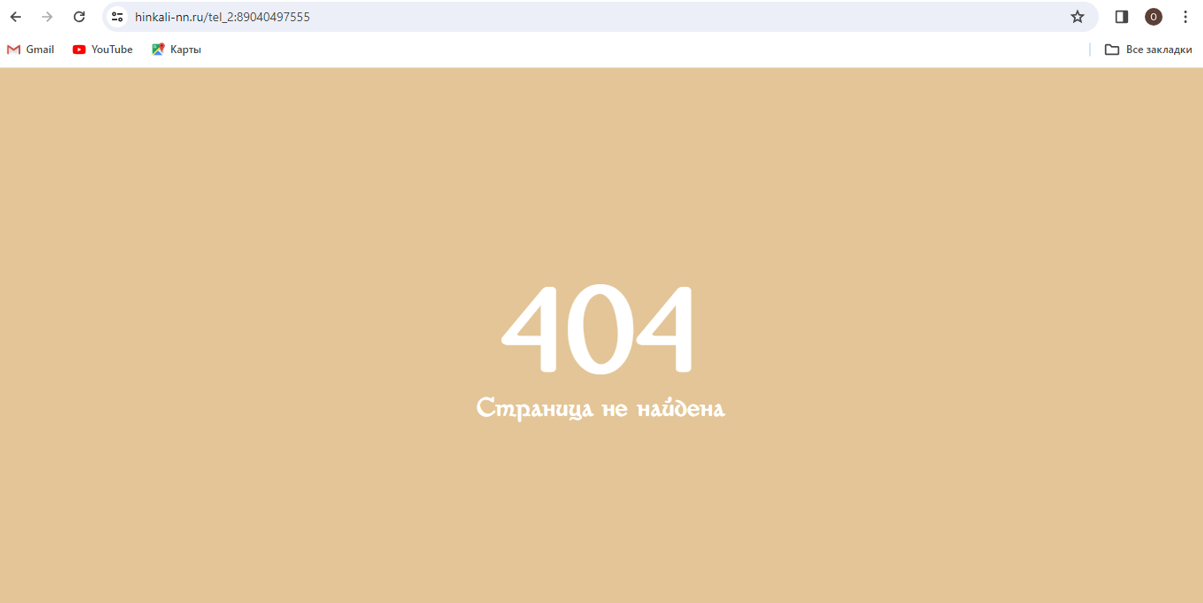 hinkali-nn.ru/tel_2:89040497555
O
Gmail YouTube Карты Все закладки
404
Страница не найдена